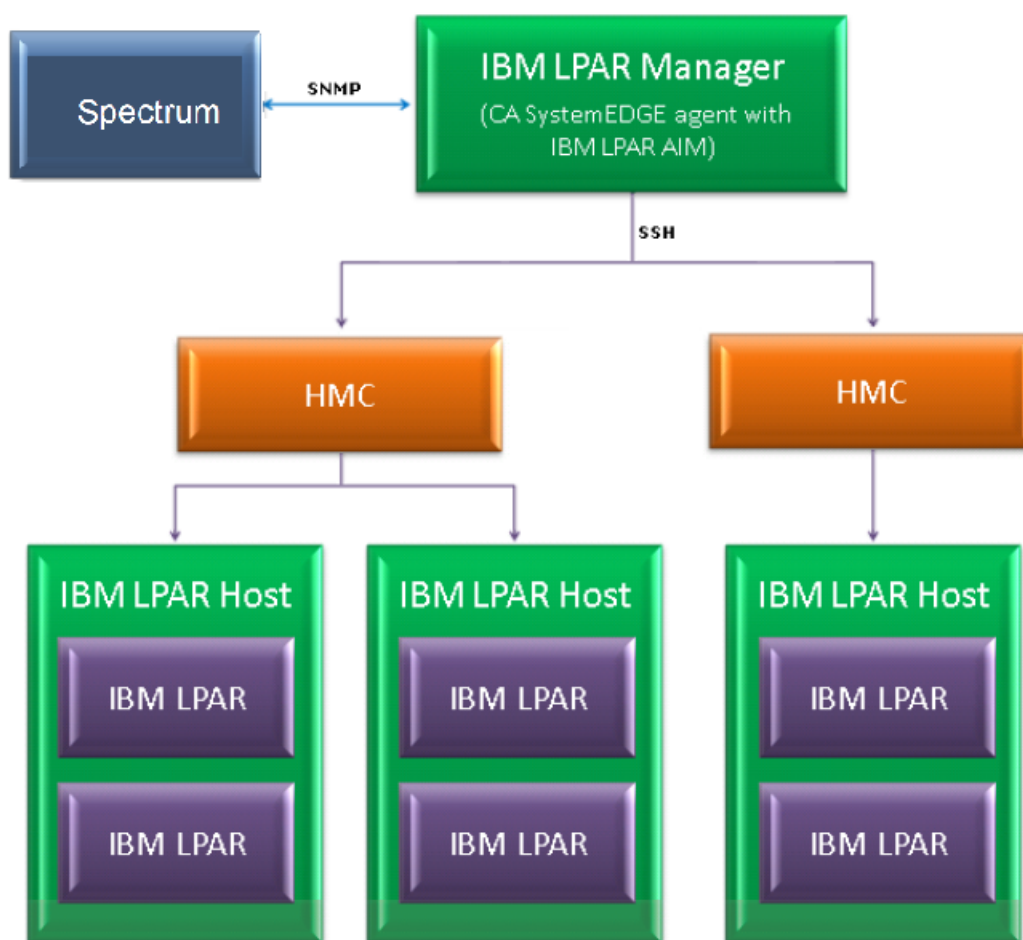 IBM LPAR Manager
(CA SystemEDGE agent with
IBM LPAR AIM)
Spectrum
SNMP
SSH
HMC
HMC
IBM LPAR Host
IBM LPAR Host
IBM LPAR Host
IBM LPAR
IBM LPAR
IBM LPAR
IBM LPAR
IBM LPAR
IBM LPAR